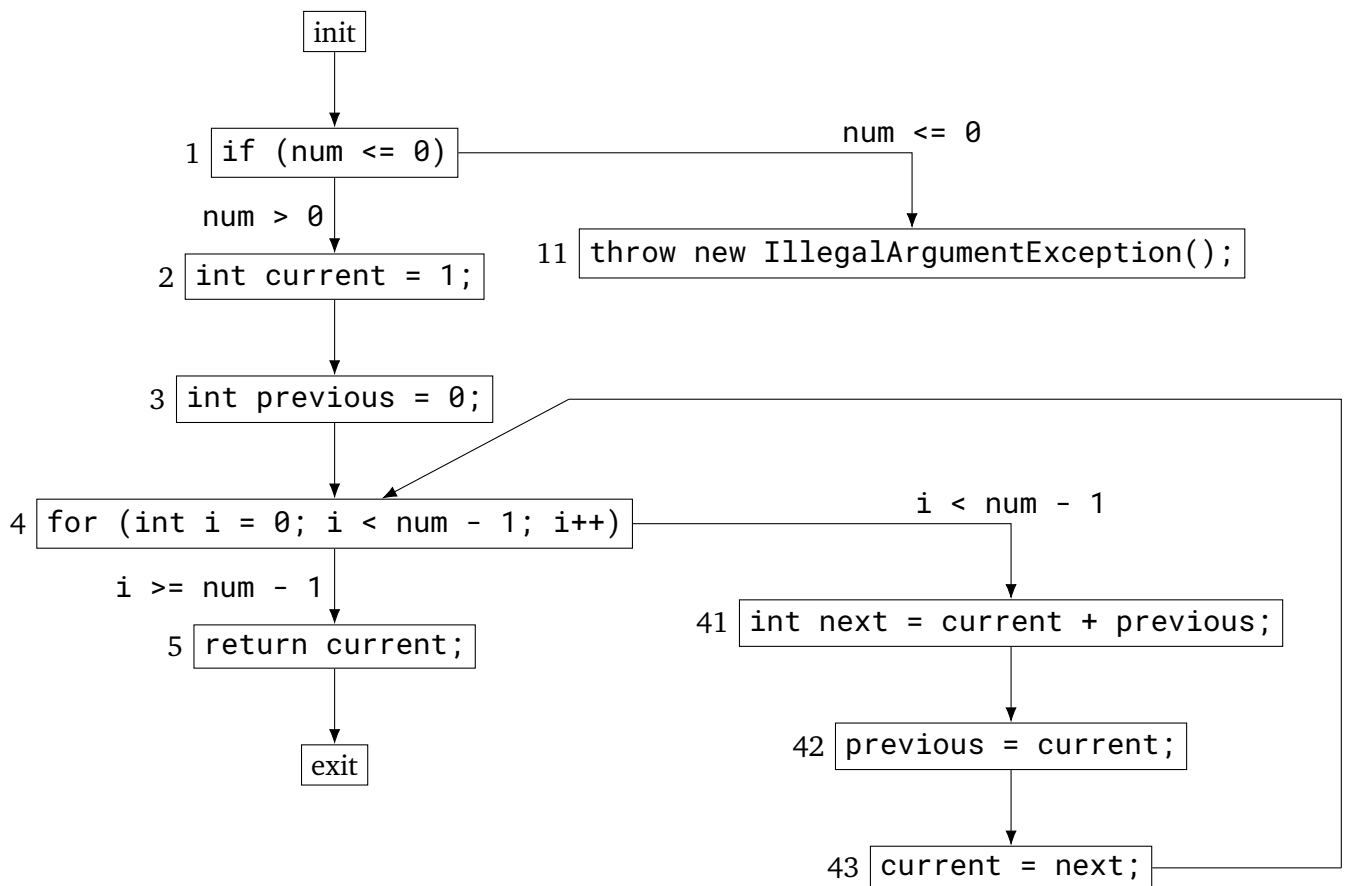 init
1 if (num <= 0)
num <= 0
num > 0
11 throw new IllegalArgumentException();
2 int current = 1;
3 int previous = 0;
4 for (int i = 0; i < num - 1; i++)
i < num - 1
i >= num - 1
41 int next = current + previous;
5 return current;
42 previous = current;
exit
43 current = next;